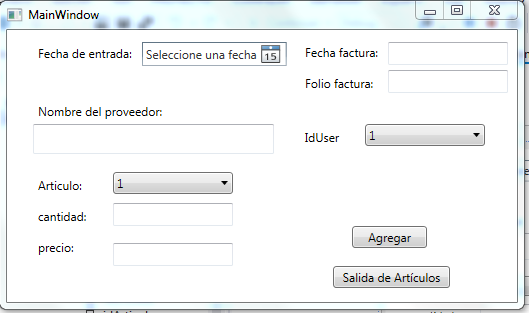 MainWindow
Fecha de entrada:
Seleccione una fecha
15
Fecha factura:
Folio factura:
Nombre del proveedor:
IdUser
1
Articulo:
1
cantidad:
precio:
Agregar
Salida de Artículos